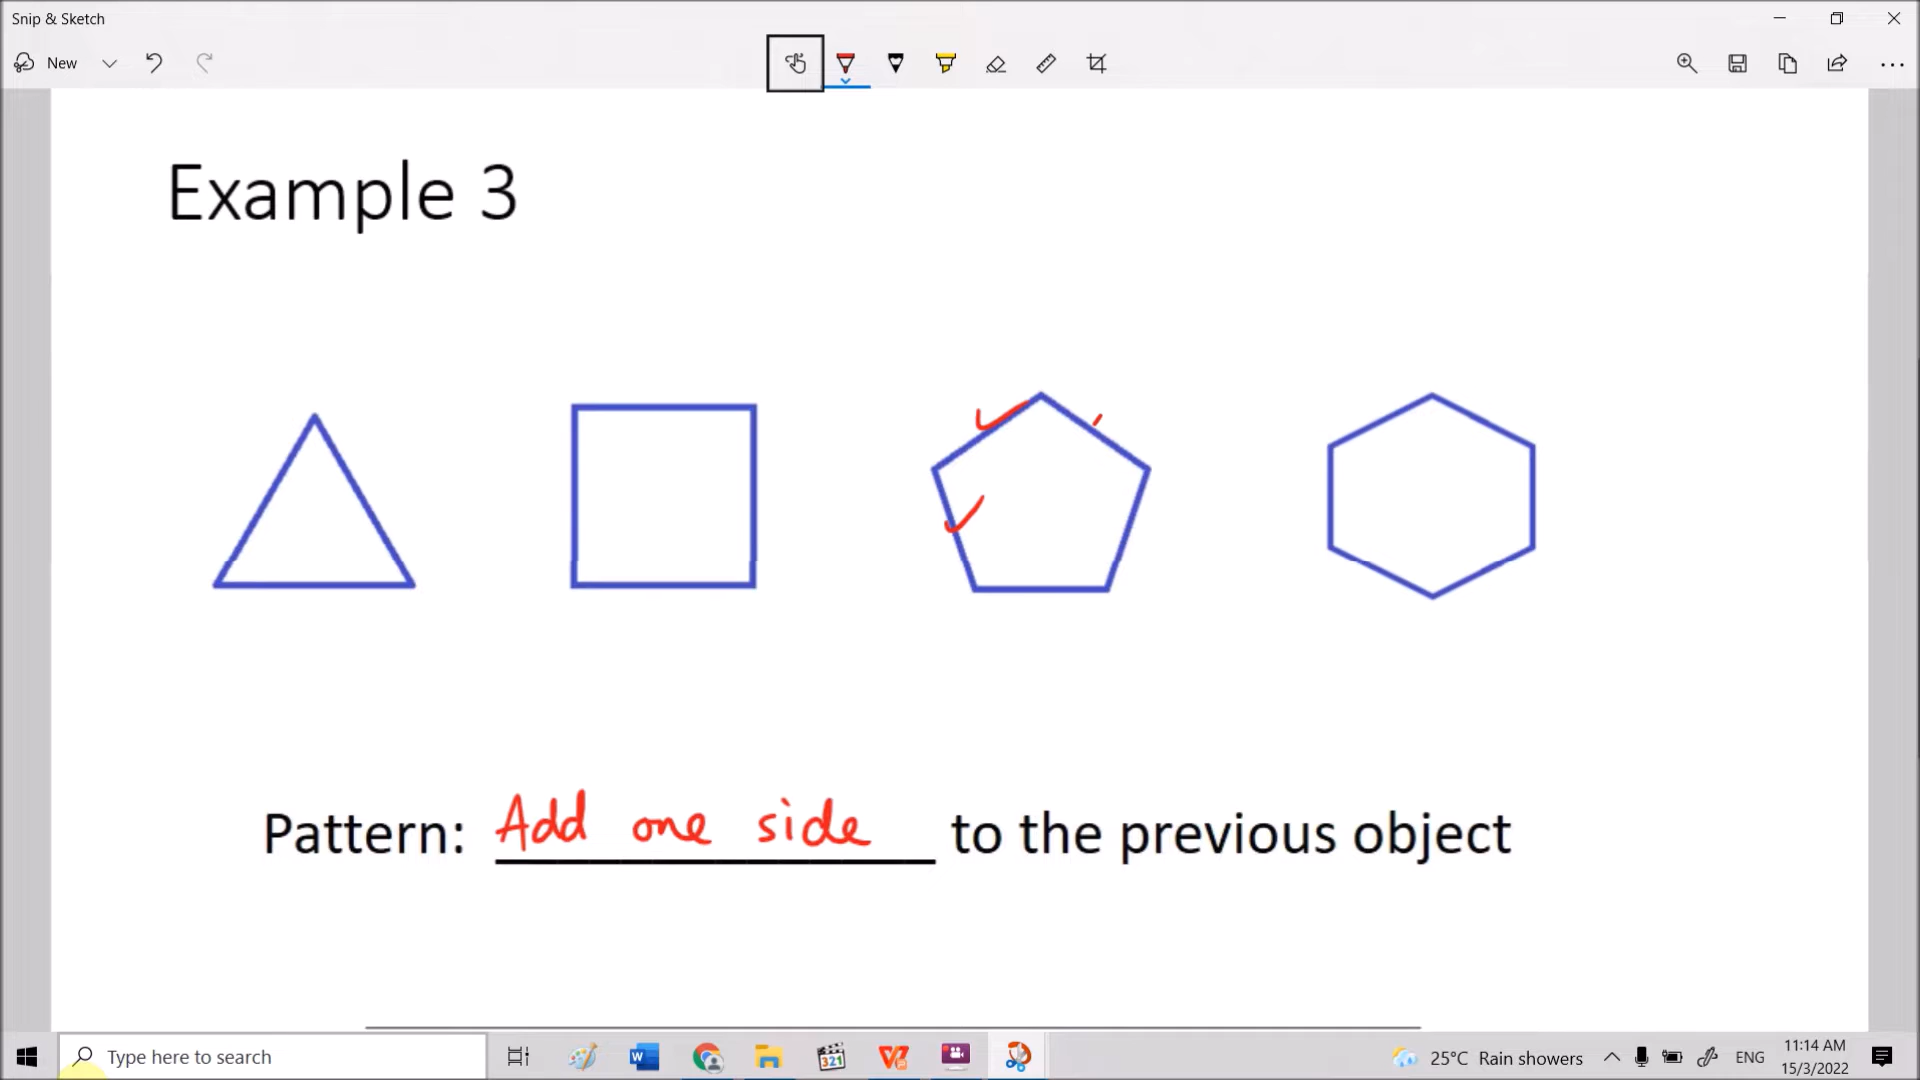 Snip & Sketch
New
Example 3
Pattern: Add one side to the previous object
Type here to search
W
321
25°C Rain showers
ENG
11:14 AM
15/3/2022